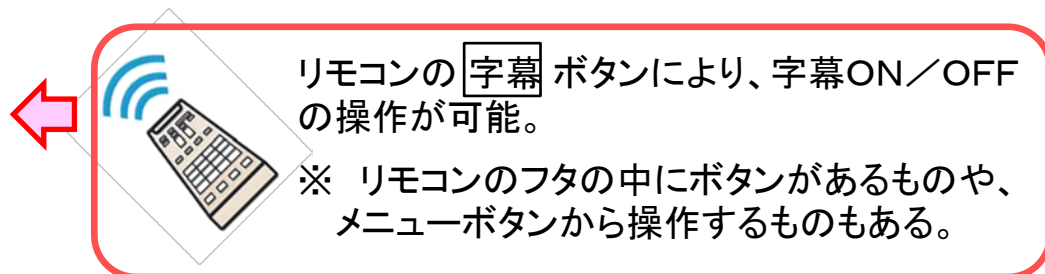 リモコンの 字幕 ボタンにより、字幕ON／OFF
の操作が可能。
※　リモコンのフタの中にボタンがあるものや、
メニューボタンから操作するものもある。